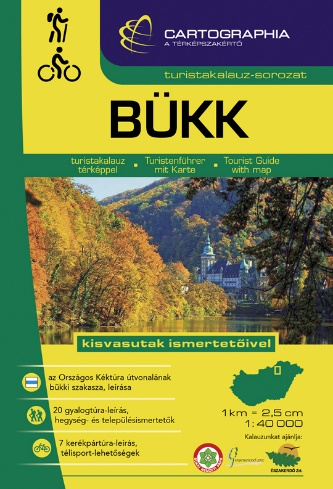 CARTOGRAPHIA
A TÉRKÉPSZAKÉRTŐ
turistakalauz-sorozat
BÜKK
turistakalauz térképpel
Turistenführer mit Karte
Tourist Guide with map
kisvasutak ismertetőivel
az Országos Kéktúra útvonalának
bükki szakasza, leírása
20 gyalogtúra-leírás,
hegység- és településismertetők
7 kerékpártúra-leírás,
télisport-lehetőségek
1 km = 2,5 cm
1:40 000
Kalauzunkat ajánlja:
ÉSZAKERDŐ Zrt.